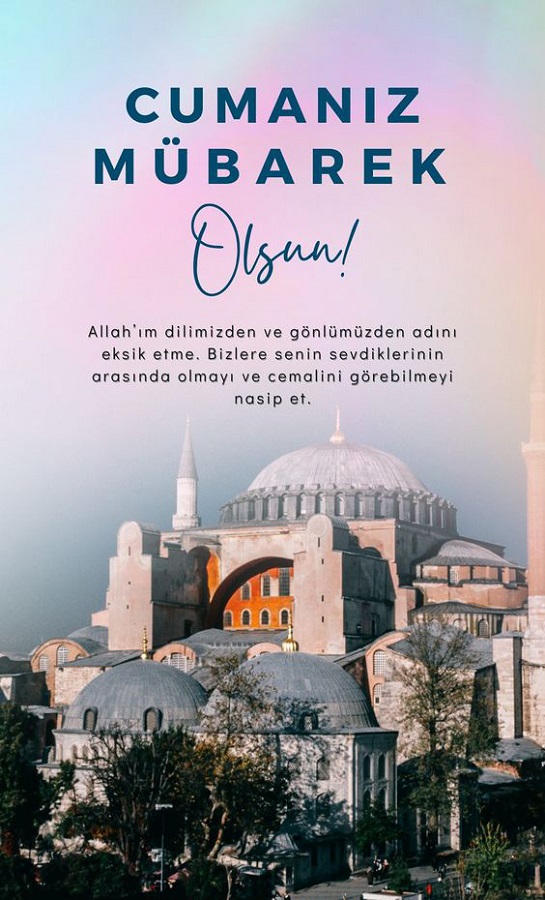 CUMANIZ
MÜBAREK
Olsun!
Allah'ım dilimizden ve gönlümüzden adını
eksik etme. Bizlere senin sevdiklerinin
arasında olmayı ve cemalini görebilmeyi
nasip et.